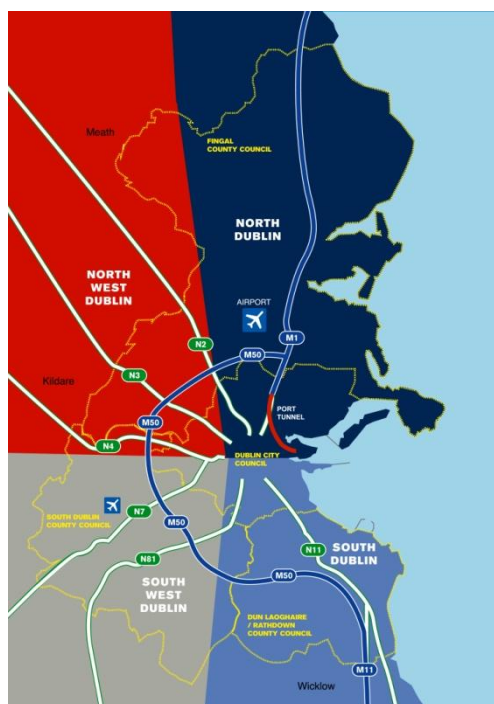 Meath
FINGAL
COUNTY COUNCIL
NORTH
DUBLIN
NORTH
WEST
DUBLIN
AIRPORT
N2
M1
M50
N3
Kildare
M50
PORT
TUNNEL
N4
DUBLIN CITY
COUNCIL
SOUTH DUBLIN
COUNTY COUNCIL
N7
M50
N11
SOUTH
DUBLIN
N81
M50
SOUTH
WEST
DUBLIN
DUN LAOGHAIRE
/ RATHDOWN
COUNTY COUNCIL
M11
Wicklow